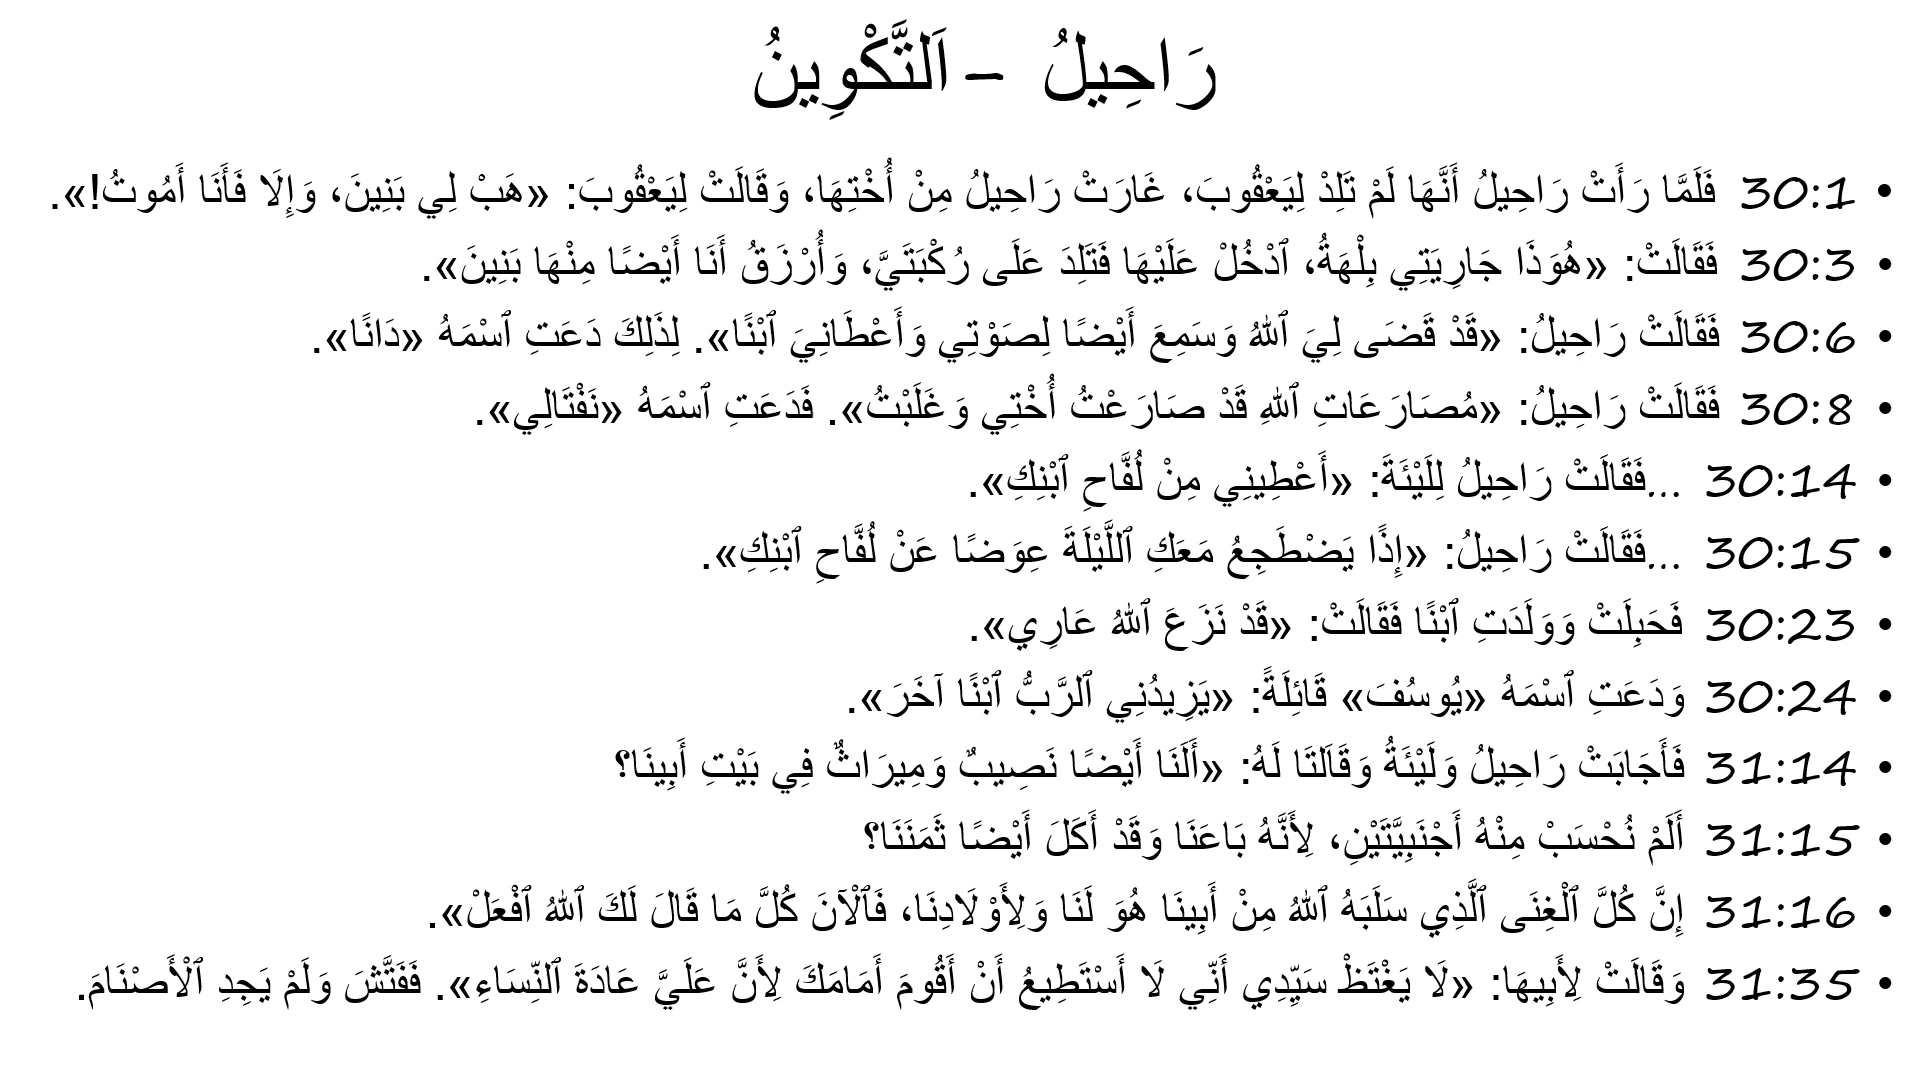 رَاحِيلُ – اَلتَّكْوِينُ
• 30:1 فَلَمَّا رَأَتْ رَاحِيلُ أَنَّهَا لَمْ تَلِدْ لِيَعْقُوبَ، غَارَتْ رَاحِيلُ مِنْ أُخْتِهَا، وَقَالَتْ لِيَعْقُوبَ: «هَبْ لِي بَنِينَ، وَإِلَا فَأَنَا أَمُوتُ!».
• 30:3 فَقَالَتْ: «هُوَذَا جَارِيَتِي بِلْهَةُ، ٱدْخُلْ عَلَيْهَا فَتَلِدَ عَلَى رُكْبَتَيَّ، وَأُرْزَقُ أَنَا أَيْضًا مِنْهَا بَنِينَ».
• 30:6 فَقَالَتْ رَاحِيلُ: «قَدْ قَضَى لِيَ ٱللهُ وَسَمِعَ أَيْضًا لِصَوْتِي وَأَعْطَانِيَ ٱبْنًا». لِذَلِكَ دَعَتِ ٱسْمَهُ «دَانًا».
• 30:8 فَقَالَتْ رَاحِيلُ: «مُصَارَعَاتِ ٱللهِ قَدْ صَارَعْتُ أُخْتِي وَغَلَبْتُ». فَدَعَتِ ٱسْمَهُ «نَفْتَالِي».
• 30:14 ...فَقَالَتْ رَاحِيلُ لِلَيْئَةَ: «أَعْطِينِي مِنْ لُفَّاحِ ٱبْنِكِ».
• 30:15 ...فَقَالَتْ رَاحِيلُ: «إِذًا يَضْطَجِعُ مَعَكِ ٱللَّيْلَةَ عِوَضًا عَنْ لُفَّاحِ ٱبْنِكِ».
• 30:23 فَحَبِلَتْ وَوَلَدَتِ ٱبْنًا فَقَالَتْ: «قَدْ نَزَعَ ٱللهُ عَارِي».
• 30:24 وَدَعَتِ ٱسْمَهُ «يُوسُفَ» قَائِلَةً: «يَزِيدُنِي ٱلرَّبُّ ٱبْنًا آخَرَ».
• 31:14 فَأَجَابَتْ رَاحِيلُ وَلَيْئَةُ وَقَالَتَا لَهُ: «أَلَنَا أَيْضًا نَصِيبٌ وَمِيرَاثٌ فِي بَيْتِ أَبِينَا؟
• 31:15 أَلَمْ نُحْسَبْ مِنْهُ أَجْنَبِيَّتَيْنِ، لِأَنَّهُ بَاعَنَا وَقَدْ أَكَلَ أَيْضًا ثَمَنَنَا؟
• 31:16 إِنَّ كُلَّ ٱلْغِنَى ٱلَّذِي سَلَبَهُ ٱللهُ مِنْ أَبِينَا هُوَ لَنَا وَلِأَوْلَادِنَا، فَٱلْآنَ كُلَّ مَا قَالَ لَكَ ٱللهُ ٱفْعَلْ».
• 31:35 وَقَالَتْ لِأَبِيهَا: «لَا يَغْتَظْ سَيِّدِي أَنِّي لَا أَسْتَطِيعُ أَنْ أَقُومَ أَمَامَكَ لِأَنَّ عَلَيَّ عَادَةَ ٱلنِّسَاءِ». فَفَتَّشَ وَلَمْ يَجِدِ ٱلْأَصْنَامَ.